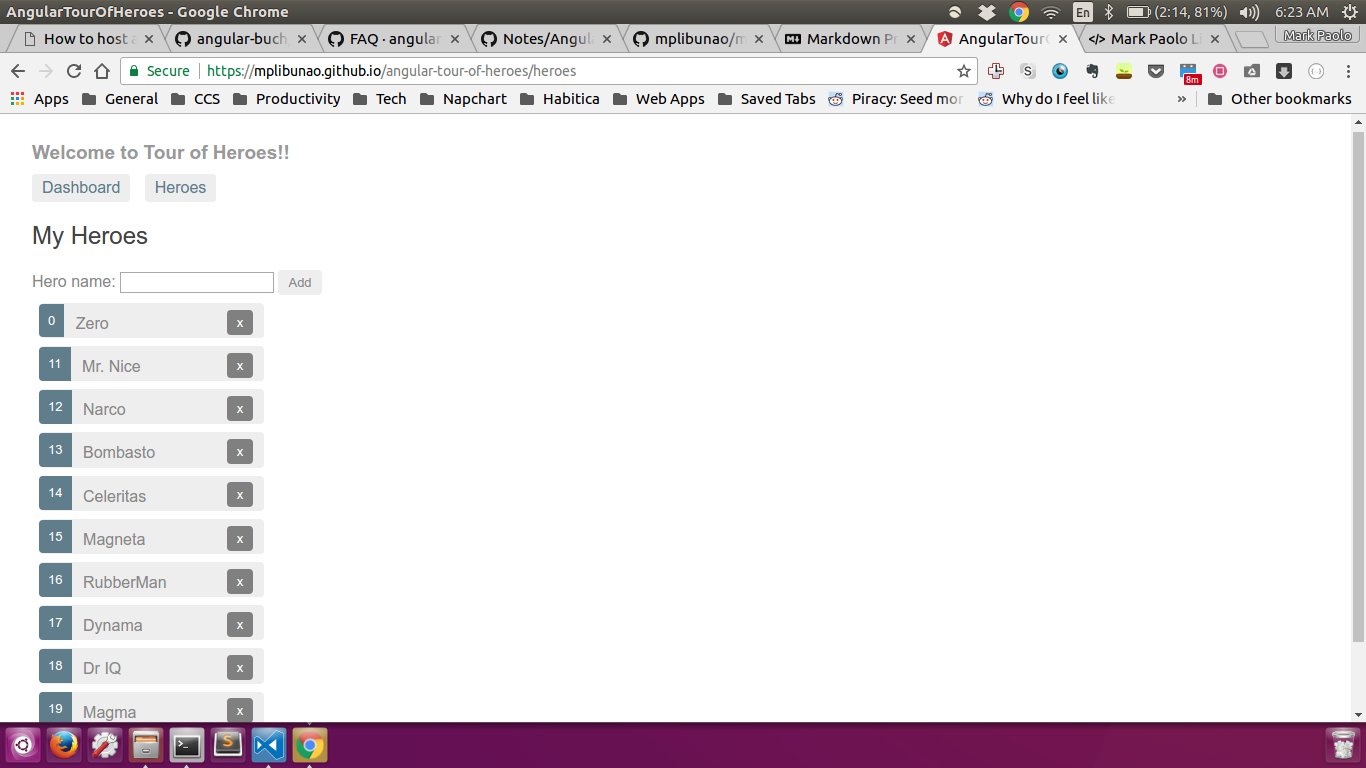 AngularTourOfHeroes - Google Chrome
En (2:14, 81%) 6:23 AM
How to host a
angular-buch
FAQ · angular
Notes/Angul
mplibunao/m
Markdown Pr
AngularTourO
Mark Paolo Li
Mark Paolo
Secure https://mplibunao.github.io/angular-tour-of-heroes/heroes
8m
Apps General CCS Productivity Tech Napchart Habitica Web Apps Saved Tabs Piracy: Seed mor Why do I feel like » Other bookmarks
Welcome to Tour of Heroes!!
Dashboard Heroes
My Heroes
Hero name: Add
0 Zero x
11 Mr. Nice x
12 Narco x
13 Bombasto x
14 Celeritas x
15 Magneta x
16 RubberMan x
17 Dynama x
18 Dr IQ x
19 Magma x